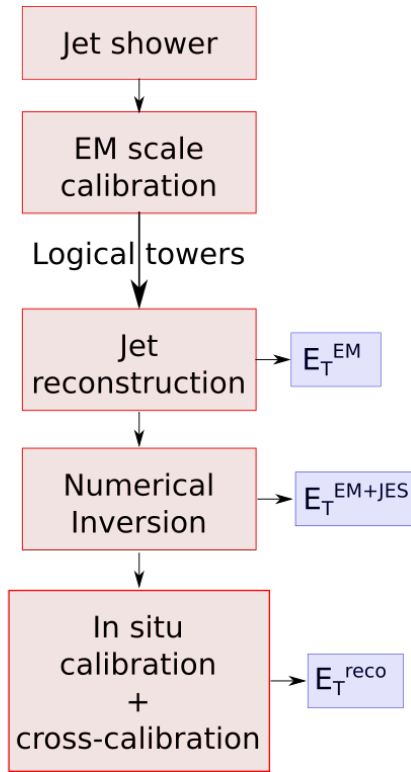 Jet shower
EM scale
calibration
Logical towers
Jet
reconstruction
E_T^EM
Numerical
Inversion
E_T^EM+JES
In situ
calibration
+
cross-calibration
E_T^reco